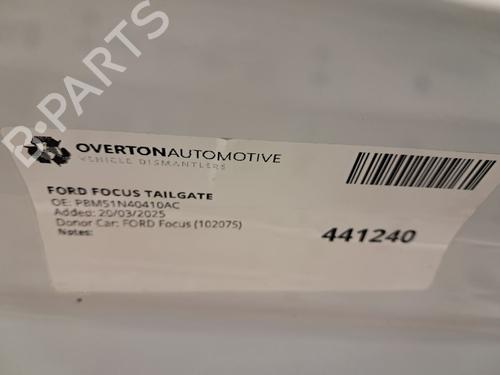 B-PARTS
OVERTONAUTOMOTIVE
VEHICLE DISMANTLERS
FORD FOCUS TAILGATE
OE: PBM51N40410AC
Added: 20/03/2025
Donor Car: FORD Focus (102075)
Notes:
441240